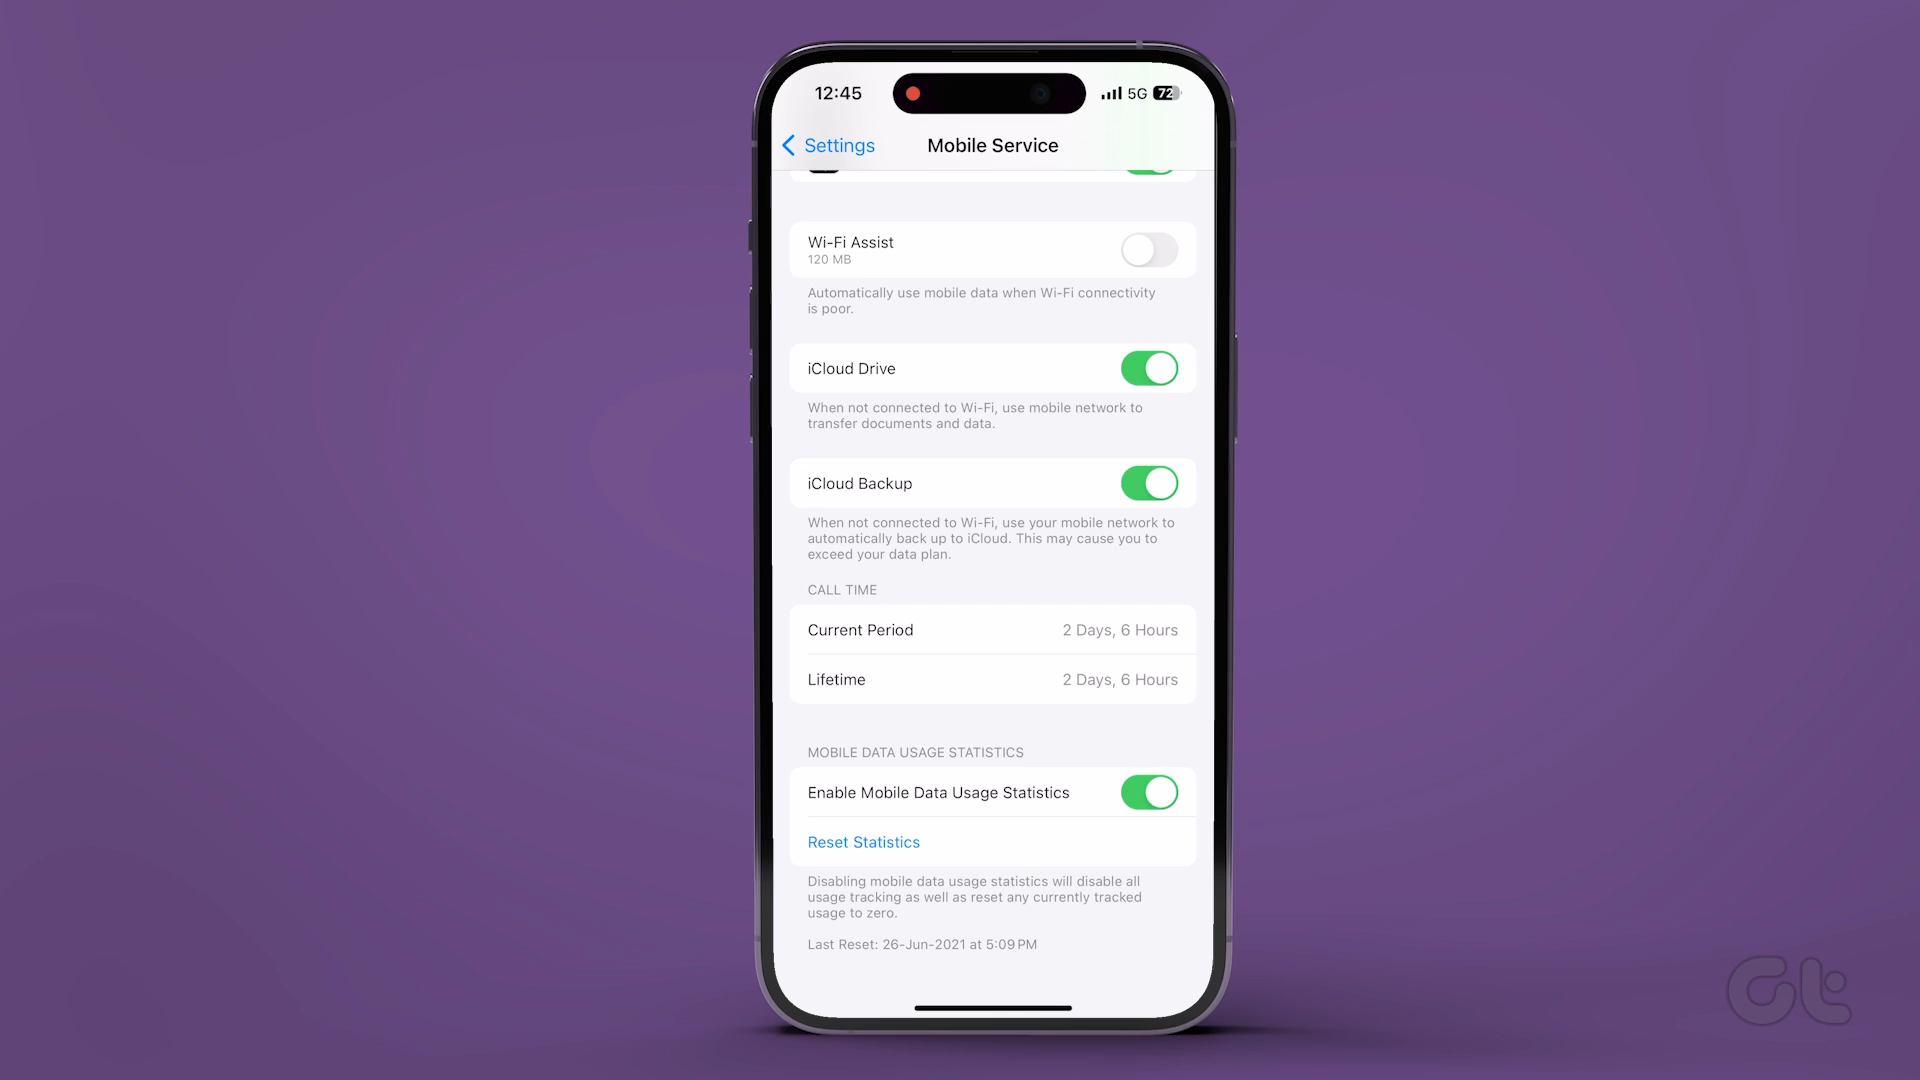 12:45
5G
72
Settings
Mobile Service
Wi-Fi Assist
120 MB
Automatically use mobile data when Wi-Fi connectivity
is poor.
iCloud Drive
When not connected to Wi-Fi, use mobile network to
transfer documents and data.
iCloud Backup
When not connected to Wi-Fi, use your mobile network to
automatically back up to iCloud. This may cause you to
exceed your data plan.
CALL TIME
Current Period
2 Days, 6 Hours
Lifetime
2 Days, 6 Hours
MOBILE DATA USAGE STATISTICS
Enable Mobile Data Usage Statistics
Reset Statistics
Disabling mobile data usage statistics will disable all
usage tracking as well as reset any currently tracked
usage to zero.
Last Reset: 26-Jun-2021 at 5:09 PM
Gt